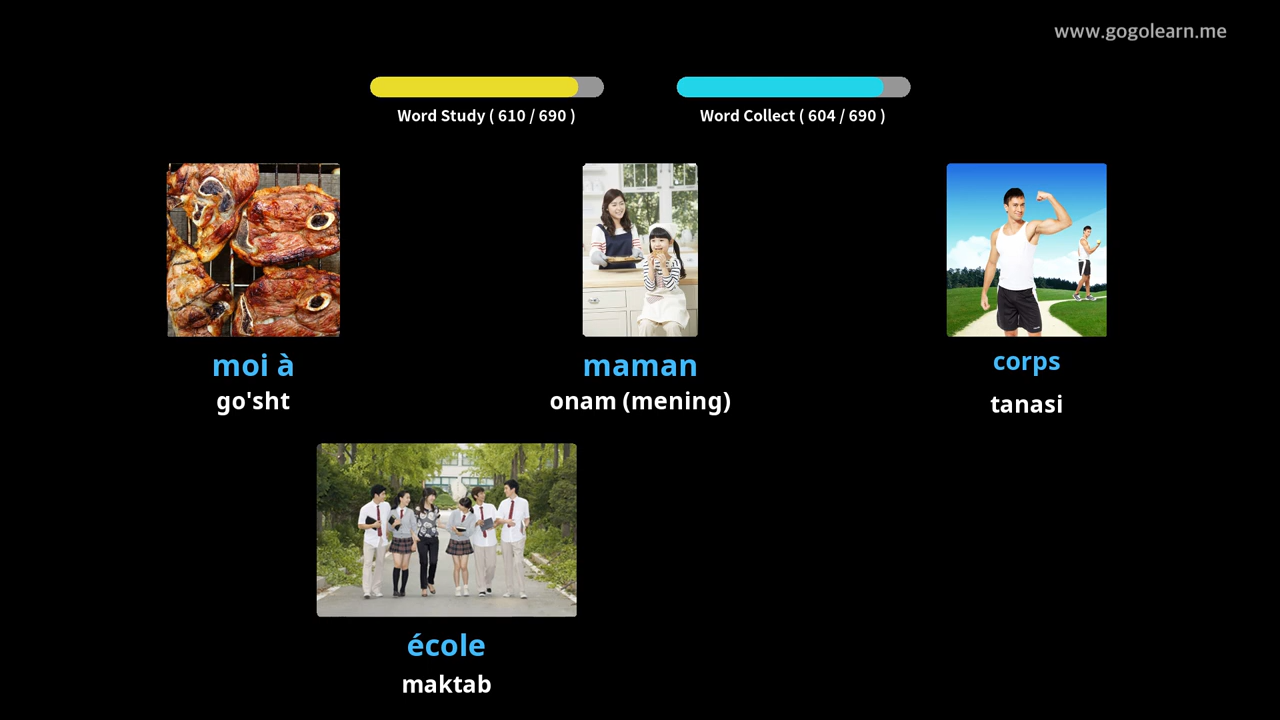 www.gogolearn.me
Word Study ( 610 / 690 )
Word Collect ( 604 / 690 )
moi à
go'sht
maman
onam (mening)
corps
tanasi
école
maktab